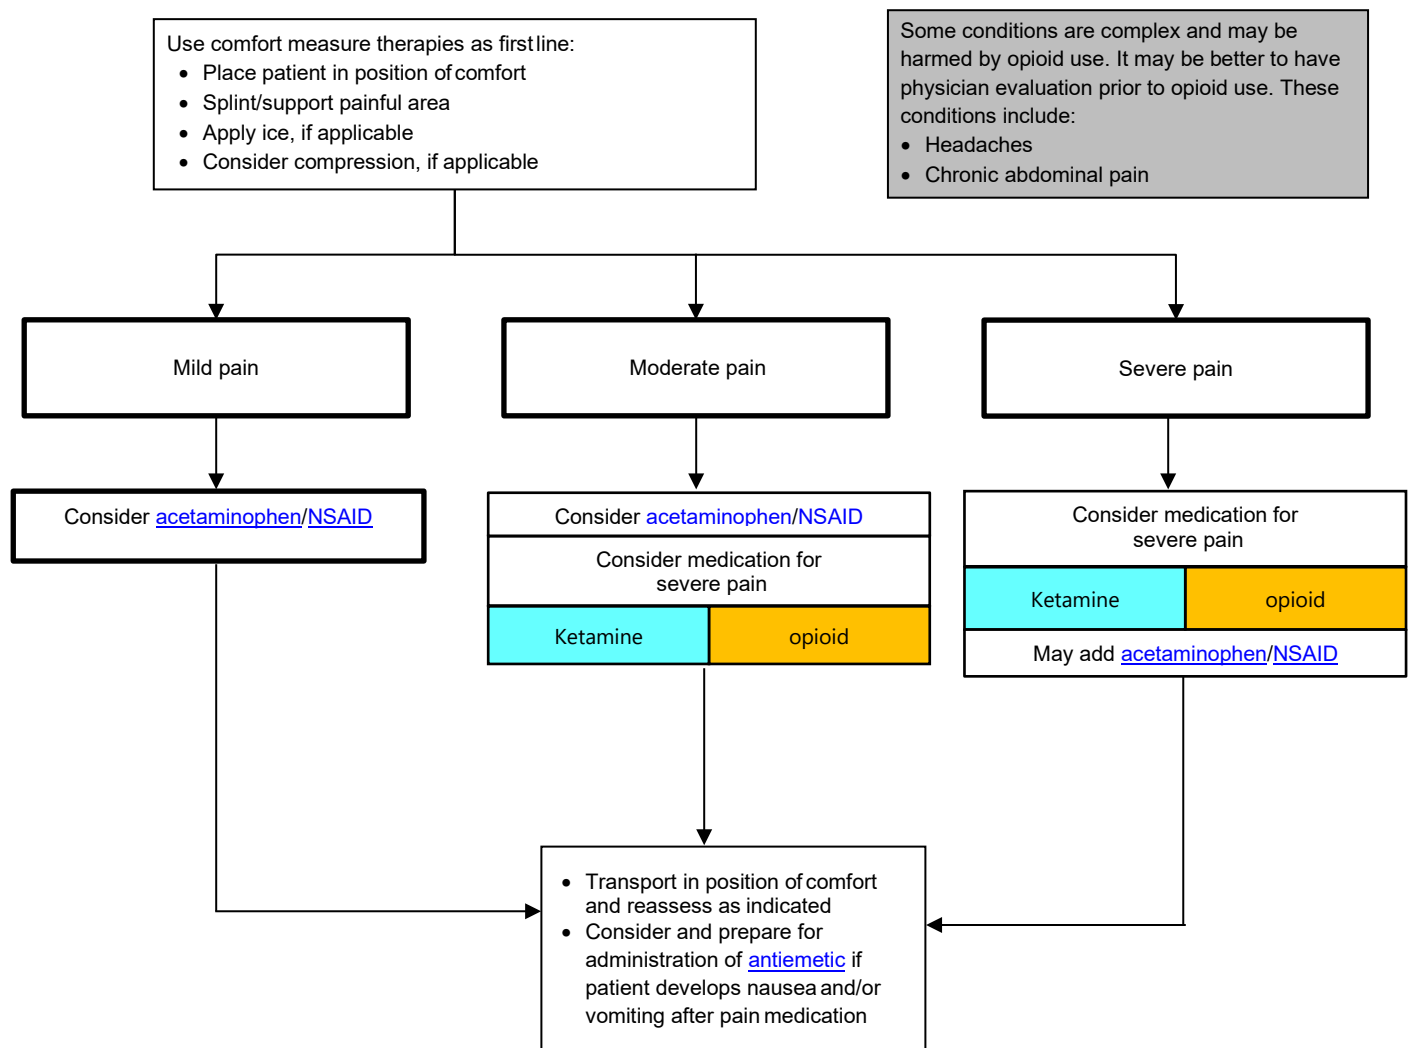 Use comfort measure therapies as first line:
• Place patient in position of comfort
• Splint/support painful area
• Apply ice, if applicable
• Consider compression, if applicable
Some conditions are complex and may be
harmed by opioid use. It may be better to have
physician evaluation prior to opioid use. These
conditions include:
• Headaches
• Chronic abdominal pain
Mild pain
Moderate pain
Severe pain
Consider acetaminophen/NSAID
Consider acetaminophen/NSAID
Consider medication for
severe pain
Ketamine
opioid
Consider medication for
severe pain
Ketamine
opioid
May add acetaminophen/NSAID
• Transport in position of comfort
and reassess as indicated
• Consider and prepare for
administration of antiemetic if
patient develops nausea and/or
vomiting after pain medication